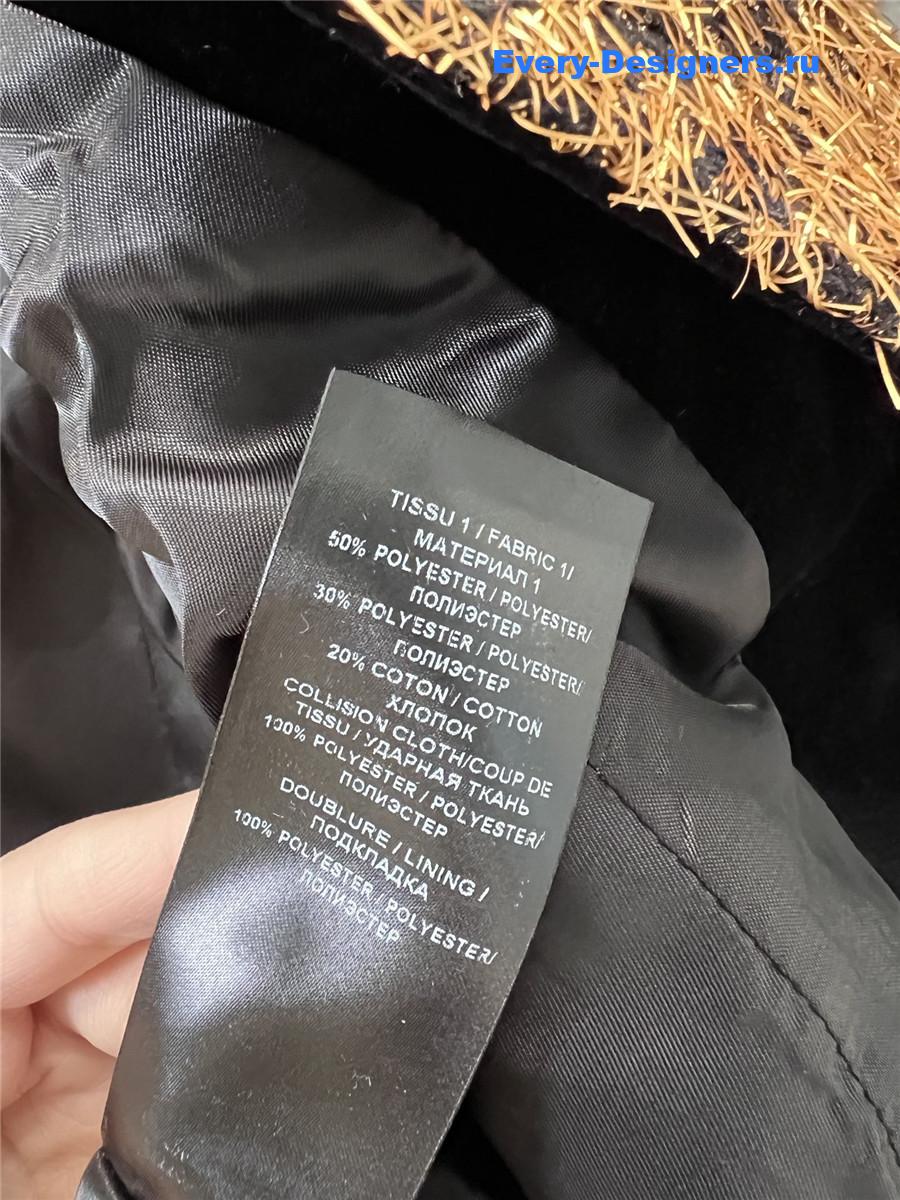 Every-Designers.ru
TISSU 1 / FABRIC 1/
МАТЕРИАЛ 1
50% POLYESTER / POLYESTER/
ПОЛИЭСТЕР
30% POLYESTER / POLYESTER/
ПОЛИЭСТЕР
20% COTON / COTTON
ХЛОПОК
COLLISION CLOTH/COUP DE
TISSU / УДАРНАЯ ТКАНЬ
100% POLYESTER / POLYESTER/
ПОЛИЭСТЕР
DOUBLURE / LINING /
ПОДКЛАДКА
100% POLYESTER, POLYESTER/
ПОЛИЭСТЕР